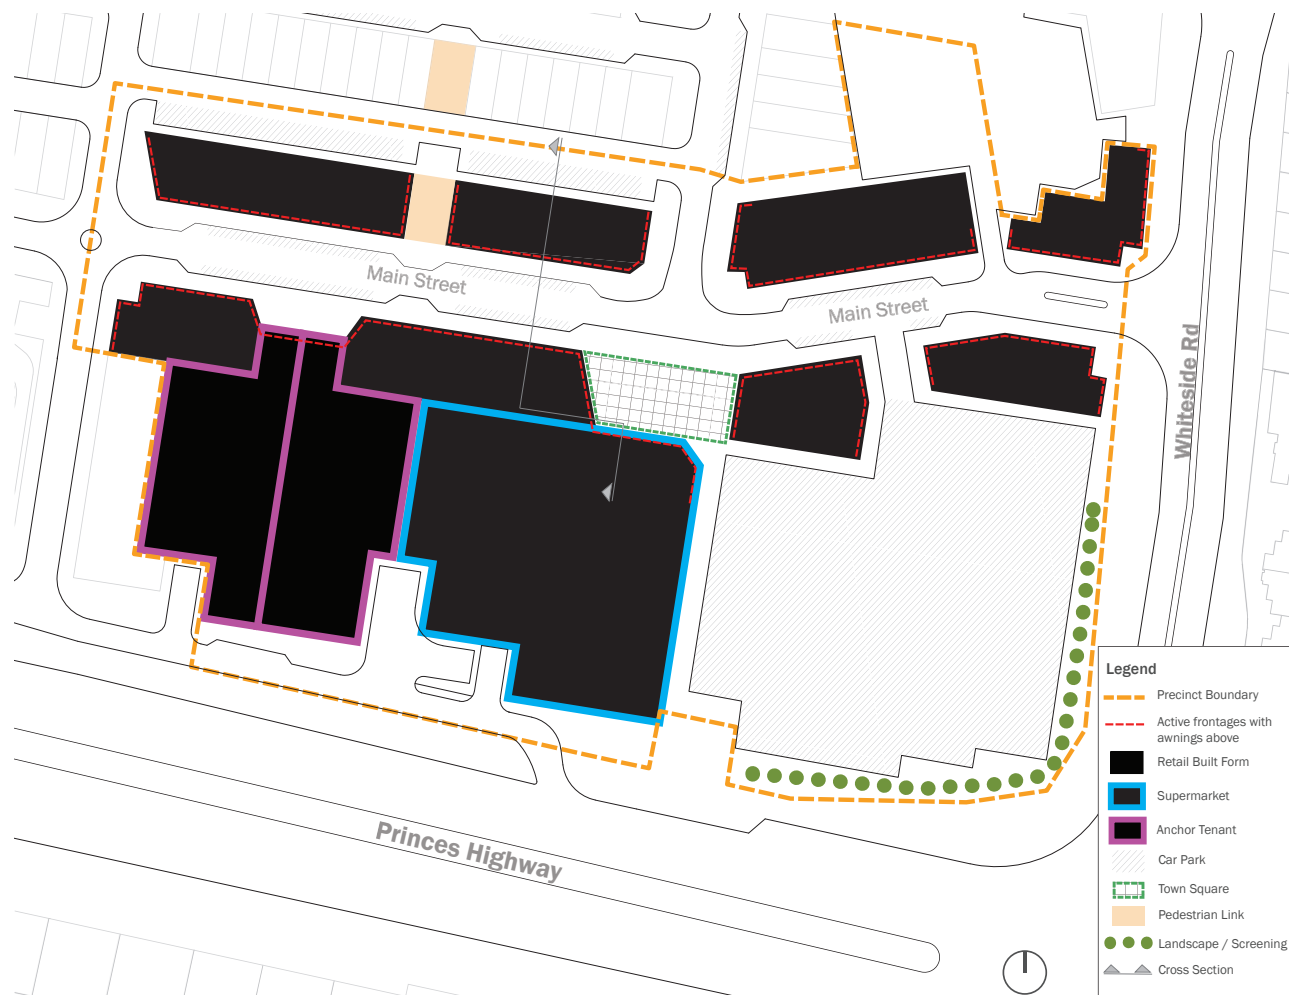 Main Street
Main Street
Whiteside Rd
Princes Highway
Legend
Precinct Boundary
Active frontages with
awnings above
Retail Built Form
Supermarket
Anchor Tenant
Car Park
Town Square
Pedestrian Link
Landscape / Screening
Cross Section